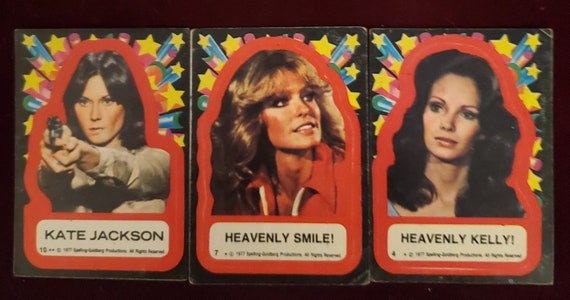 KATE JACKSON
10 ★★ © 1977 Spelling-Goldberg Productions. All Rights Reserved.
HEAVENLY SMILE!
7 ★ © 1977 Spelling-Goldberg Productions. All Rights Reserved.
HEAVENLY KELLY!
4 ★ © 1977 Spelling-Goldberg Productions. All Rights Reserved.